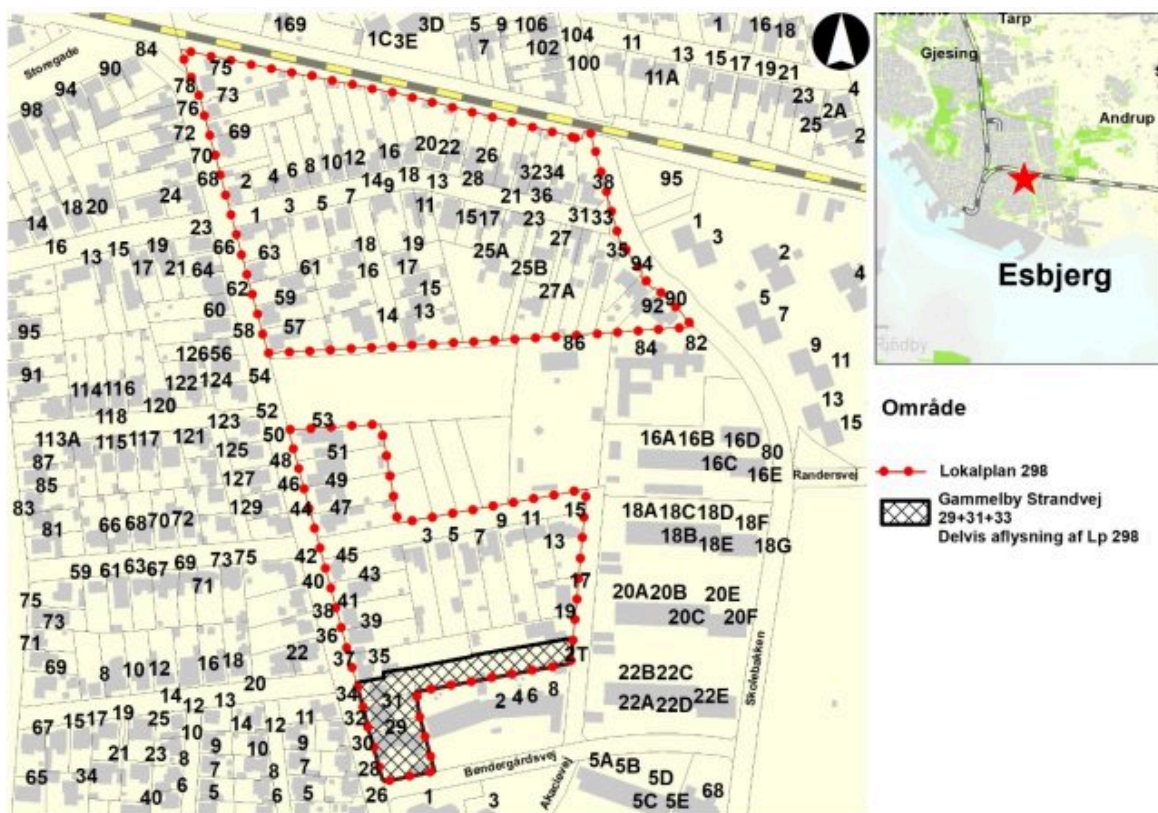 169 3D 5 9 106
84 1C3E 7 102 104 11 1 16 18
Storegade 90 75 100 13 15 17 19 21
94 78 73 11A 23 4
98 76 25 2A
72 69 2
70 2 4 6 8 10 12 16 20 22 26 32 34 38 95
68 14 9 18 13 28 21 36
24 1 3 5 7 11 15 17 23 31 33
14 18 20 23 63 18 19 25A 27 35 1 3 2
16 13 15 19 66 61 16 17 25B 94 4
17 21 64 15 27A 92 90 5 7
62 59 14 13
60
95 58 57 86 84 82 9 11
126 56
91 114 116 122 124 54 13
118 120 52 53 15
113A 115 117 121 123 50 16A 16B 16D 80
87 125 48 51 16C 16E Randersvej
85 127 46 49
83 129 44 47 15 18A 18C 18D 18F
81 66 68 70 72 3 5 7 9 11 13 18B 18E 18G
42 45
59 61 63 67 69 71 73 75 40 43 17 20A 20B 20E
75 38 41 19 20C 20F
73 36 39
71 22 37 35 2T
69 8 10 12 16 18 20 34 31 22B 22C
14 12 13 32 29 2 4 6 8 22A 22D 22E Skolebakken
67 15 17 19 25 10 14 12 11 30
21 23 8 9 10 9 28 Bøndergårdsvej
65 34 7 8 7 26 1 3 Akacievej 5A 5B 5D 68
40 6 5 6 5 5C 5E
Tarp
Gjesing
Andrup
Esbjerg
Område
Lokalplan 298
Gammelby Strandvej
29+31+33
Delvis aflysning af Lp 298